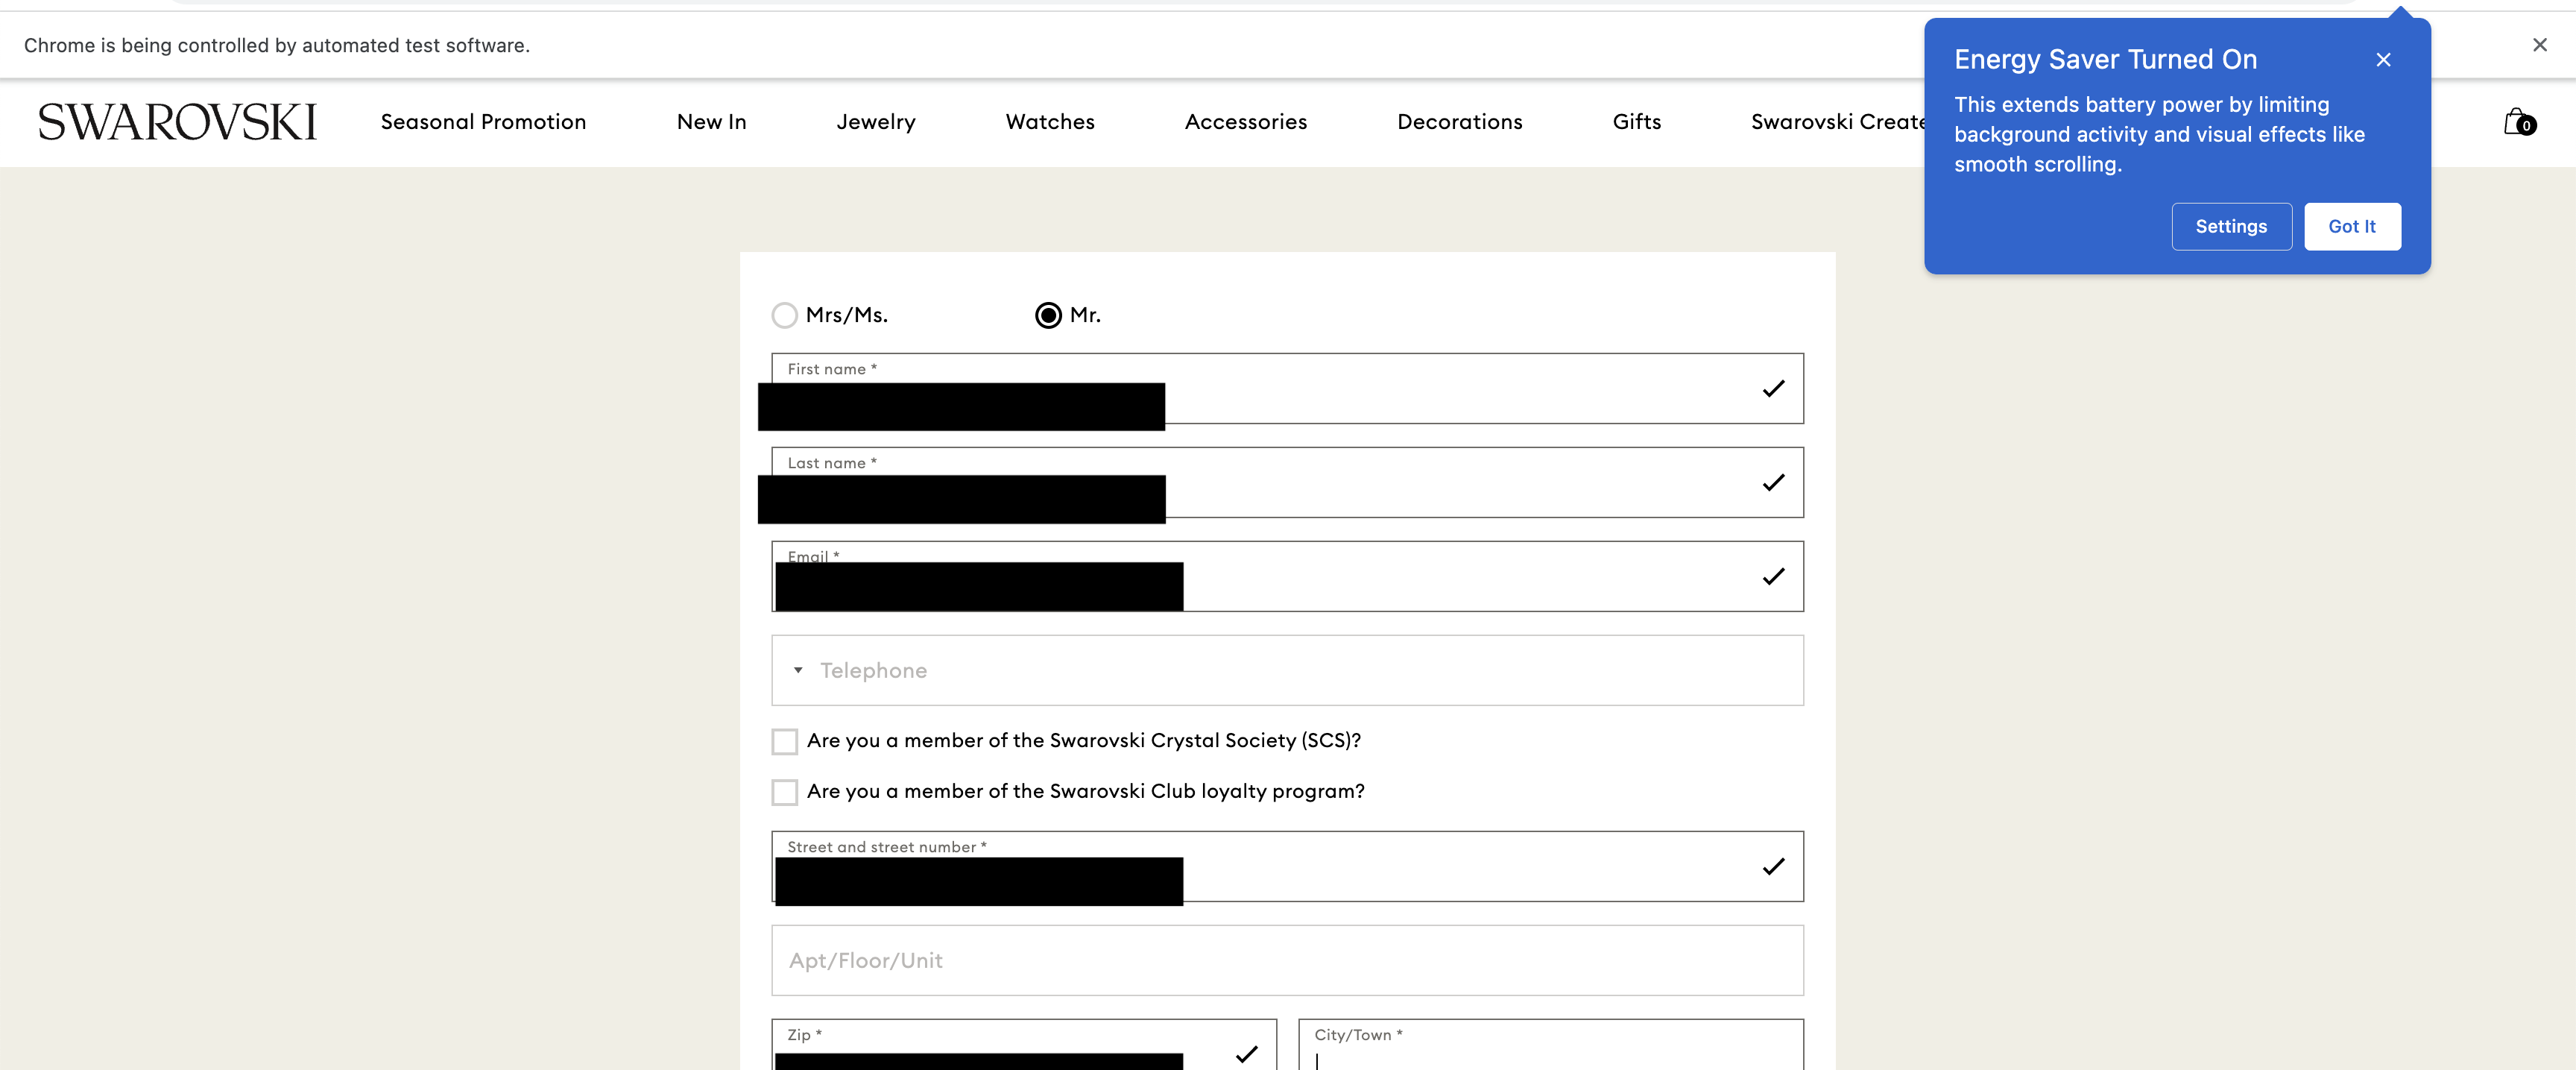 Chrome is being controlled by automated test software.
Energy Saver Turned On
This extends battery power by limiting
background activity and visual effects like
smooth scrolling.
Settings
Got It
SWAROVSKI
Seasonal Promotion
New In
Jewelry
Watches
Accessories
Decorations
Gifts
Swarovski Create
0
Mrs/Ms.
Mr.
First name *
Last name *
Email *
Telephone
Are you a member of the Swarovski Crystal Society (SCS)?
Are you a member of the Swarovski Club loyalty program?
Street and street number *
Apt/Floor/Unit
Zip *
City/Town *